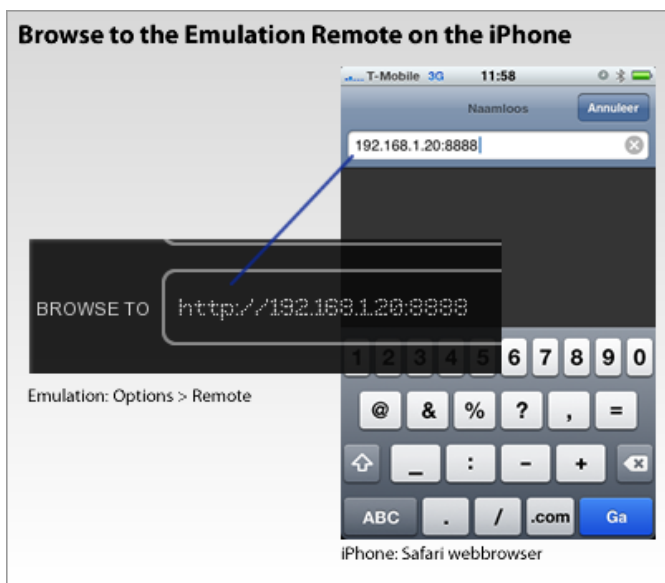 Browse to the Emulation Remote on the iPhone
T-Mobile 3G 11:58
Naamloos Annuleer
192.168.1.20:8888
BROWSE TO http://192.168.1.20:8888
1 2 3 4 5 6 7 8 9 0
Emulation: Options > Remote
@ & % ? , =
_ : - +
ABC . / .com Ga
iPhone: Safari webbrowser